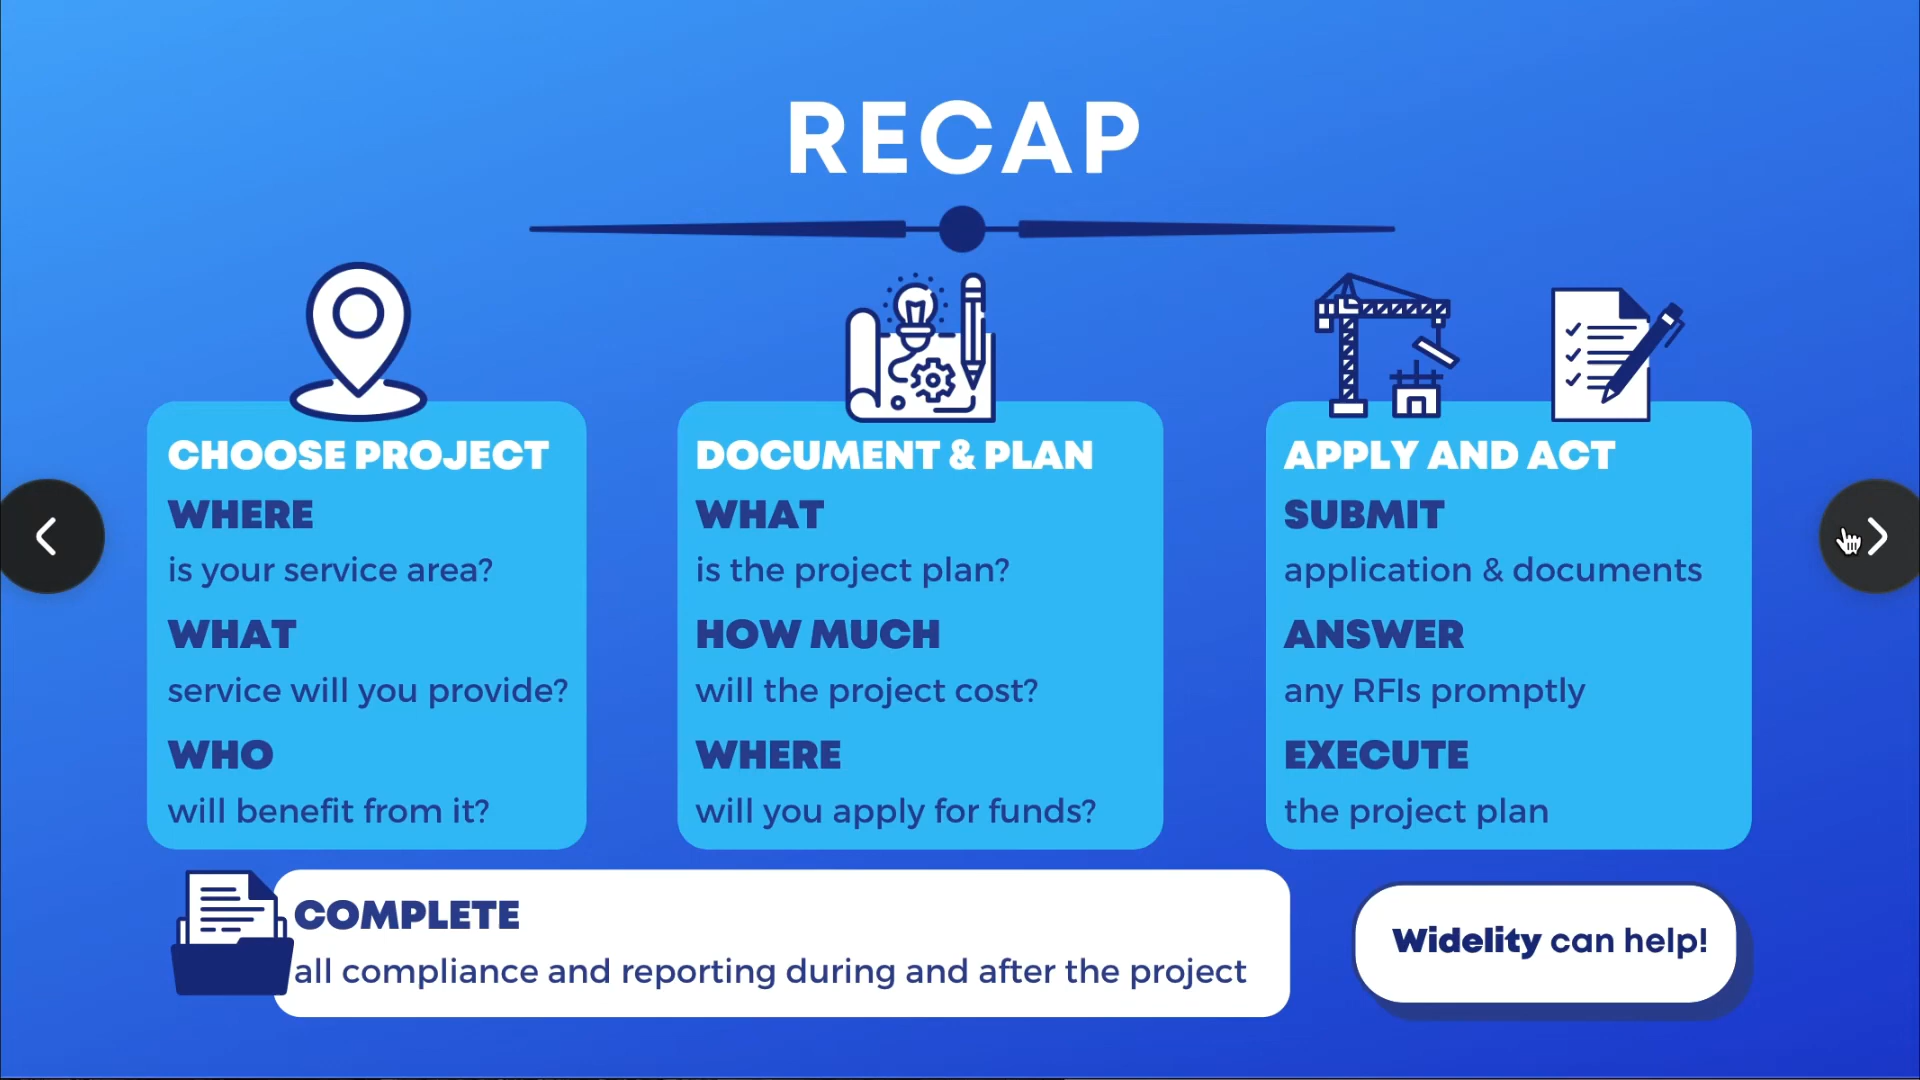 RECAP
CHOOSE PROJECT
WHERE
is your service area?
WHAT
service will you provide?
WHO
will benefit from it?
DOCUMENT & PLAN
WHAT
is the project plan?
HOW MUCH
will the project cost?
WHERE
will you apply for funds?
APPLY AND ACT
SUBMIT
application & documents
ANSWER
any RFIs promptly
EXECUTE
the project plan
COMPLETE
all compliance and reporting during and after the project
Widelity can help!